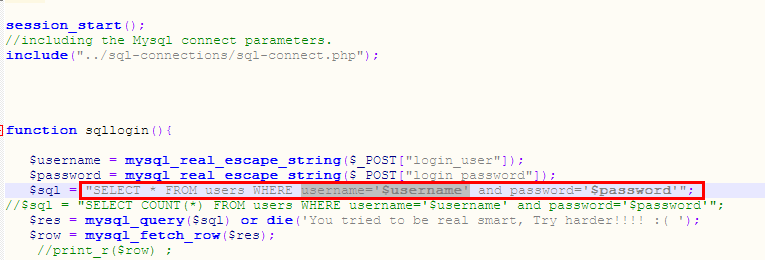 session_start();
//including the Mysql connect parameters.
include("../sql-connections/sql-connect.php");
function sqllogin(){
$username = mysql_real_escape_string($_POST["login_user"]);
$password = mysql_real_escape_string($_POST["login_password"]);
$sql = "SELECT * FROM users WHERE username='$username' and password='$password'";
//$sql = "SELECT COUNT(*) FROM users WHERE username='$username' and password='$password'";
$res = mysql_query($sql) or die('You tried to be real smart, Try harder!!!! :( ');
$row = mysql_fetch_row($res);
//print_r($row) ;